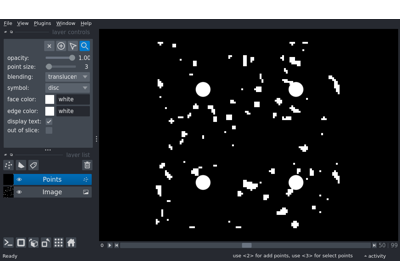 File View Plugins Window Help
layer controls
opacity: 1.00
point size: 3
blending: translucen
symbol: disc
face color: white
edge color: white
display text:
out of slice:
layer list
Points
Image
0 50 99
Ready use <2> for add points, use <3> for select points activity